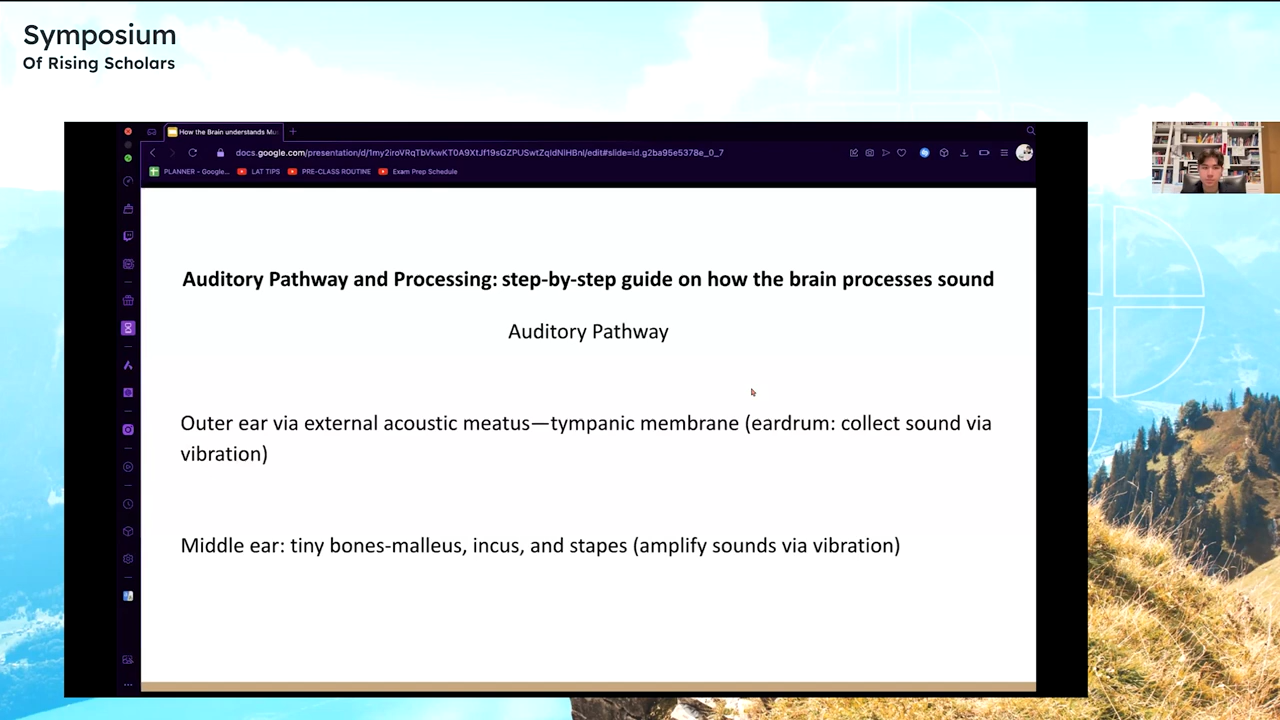 Symposium
Of Rising Scholars
How the Brain understands Mu
docs.google.com/presentation/d/1my2iroVRqTbVkwKT0A9XtJf19sGZPUSwtZqIdNlHBnI/edit#slide=id.g2ba95e5378e_0_7
PLANNER – Google... LAT TIPS PRE-CLASS ROUTINE Exam Prep Schedule
Auditory Pathway and Processing: step-by-step guide on how the brain processes sound
Auditory Pathway
Outer ear via external acoustic meatus—tympanic membrane (eardrum: collect sound via
vibration)
Middle ear: tiny bones-malleus, incus, and stapes (amplify sounds via vibration)